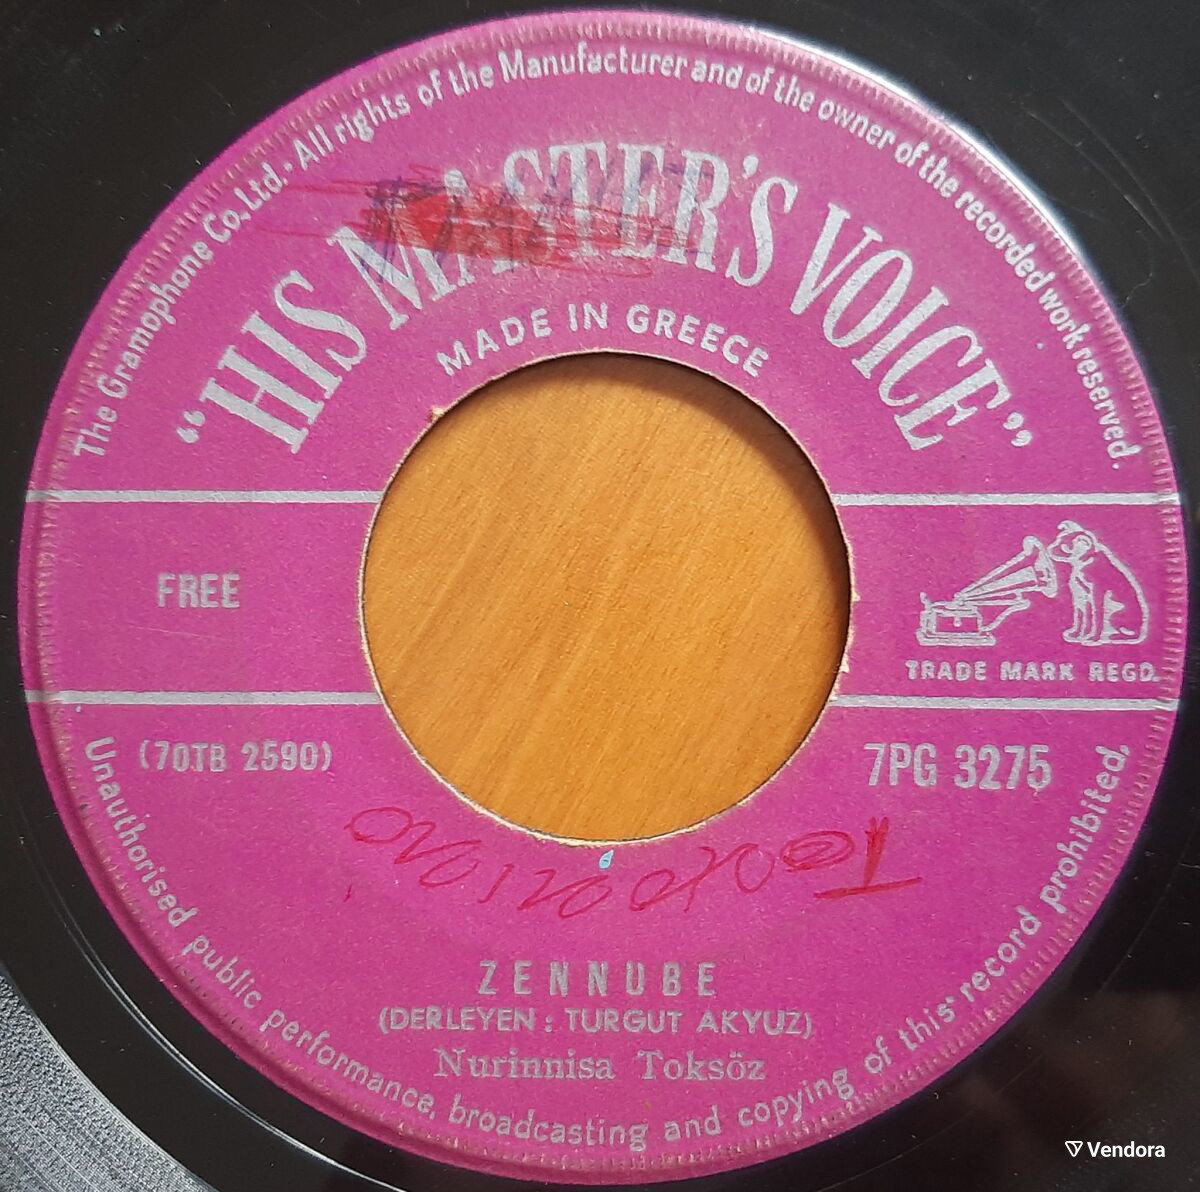 The Gramophone Co., Ltd. - All rights of the Manufacturer and of the owner of the recorded work reserved.
"HIS MASTER'S VOICE"
MADE IN GREECE
FREE
TRADE MARK REGD.
(70TB 2590)
7PG 3275
ZENNUBE
(DERLEYEN : TURGUT AKYUZ)
Nurinnisa Toksöz
Unauthorised public performance, broadcasting and copying of this record prohibited.
Vendora